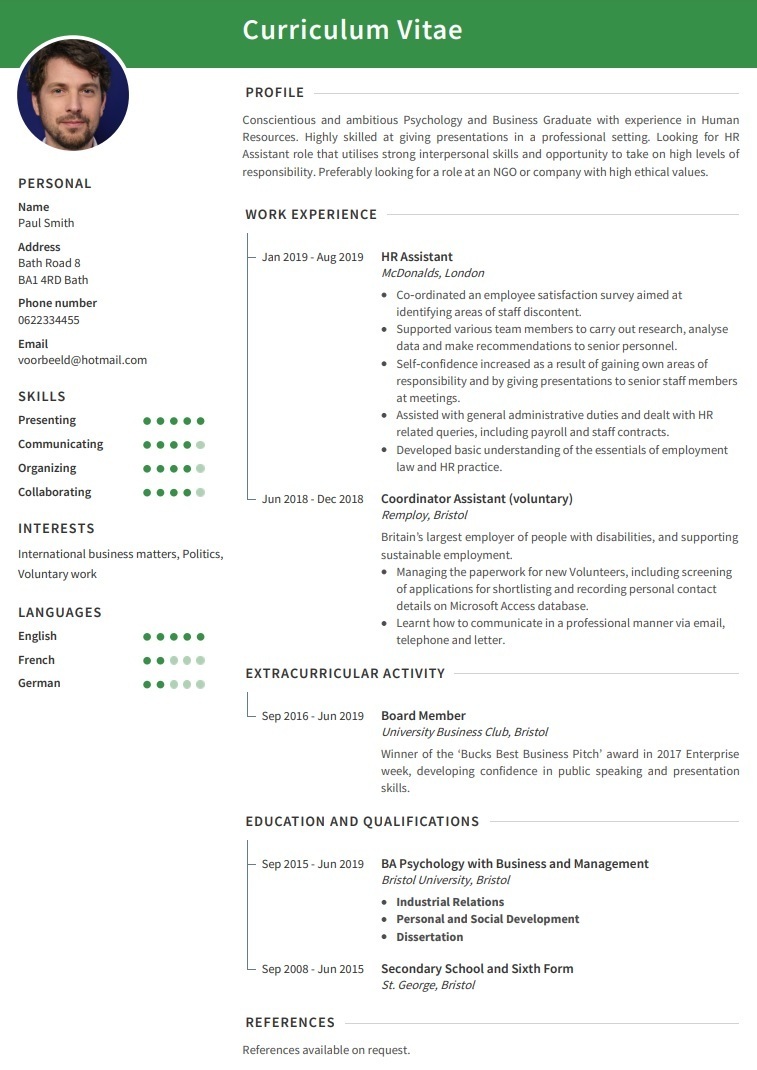 Curriculum Vitae
PERSONAL
Name
Paul Smith
Address
Bath Road 8
BA1 4RD Bath
Phone number
0622334455
Email
voorbeeld@hotmail.com
SKILLS
Presenting
Communicating
Organizing
Collaborating
INTERESTS
International business matters, Politics,
Voluntary work
LANGUAGES
English
French
German
PROFILE
Conscientious and ambitious Psychology and Business Graduate with experience in Human
Resources. Highly skilled at giving presentations in a professional setting. Looking for HR
Assistant role that utilises strong interpersonal skills and opportunity to take on high levels of
responsibility. Preferably looking for a role at an NGO or company with high ethical values.
WORK EXPERIENCE
Jan 2019 - Aug 2019 HR Assistant
McDonalds, London
• Co-ordinated an employee satisfaction survey aimed at
identifying areas of staff discontent.
• Supported various team members to carry out research, analyse
data and make recommendations to senior personnel.
• Self-confidence increased as a result of gaining own areas of
responsibility and by giving presentations to senior staff members
at meetings.
• Assisted with general administrative duties and dealt with HR
related queries, including payroll and staff contracts.
• Developed basic understanding of the essentials of employment
law and HR practice.
Jun 2018 - Dec 2018 Coordinator Assistant (voluntary)
Remploy, Bristol
Britain's largest employer of people with disabilities, and supporting
sustainable employment.
• Managing the paperwork for new Volunteers, including screening
of applications for shortlisting and recording personal contact
details on Microsoft Access database.
• Learnt how to communicate in a professional manner via email,
telephone and letter.
EXTRACURRICULAR ACTIVITY
Sep 2016 - Jun 2019 Board Member
University Business Club, Bristol
Winner of the ‘Bucks Best Business Pitch’ award in 2017 Enterprise
week, developing confidence in public speaking and presentation
skills.
EDUCATION AND QUALIFICATIONS
Sep 2015 - Jun 2019 BA Psychology with Business and Management
Bristol University, Bristol
• Industrial Relations
• Personal and Social Development
• Dissertation
Sep 2008 - Jun 2015 Secondary School and Sixth Form
St. George, Bristol
REFERENCES
References available on request.